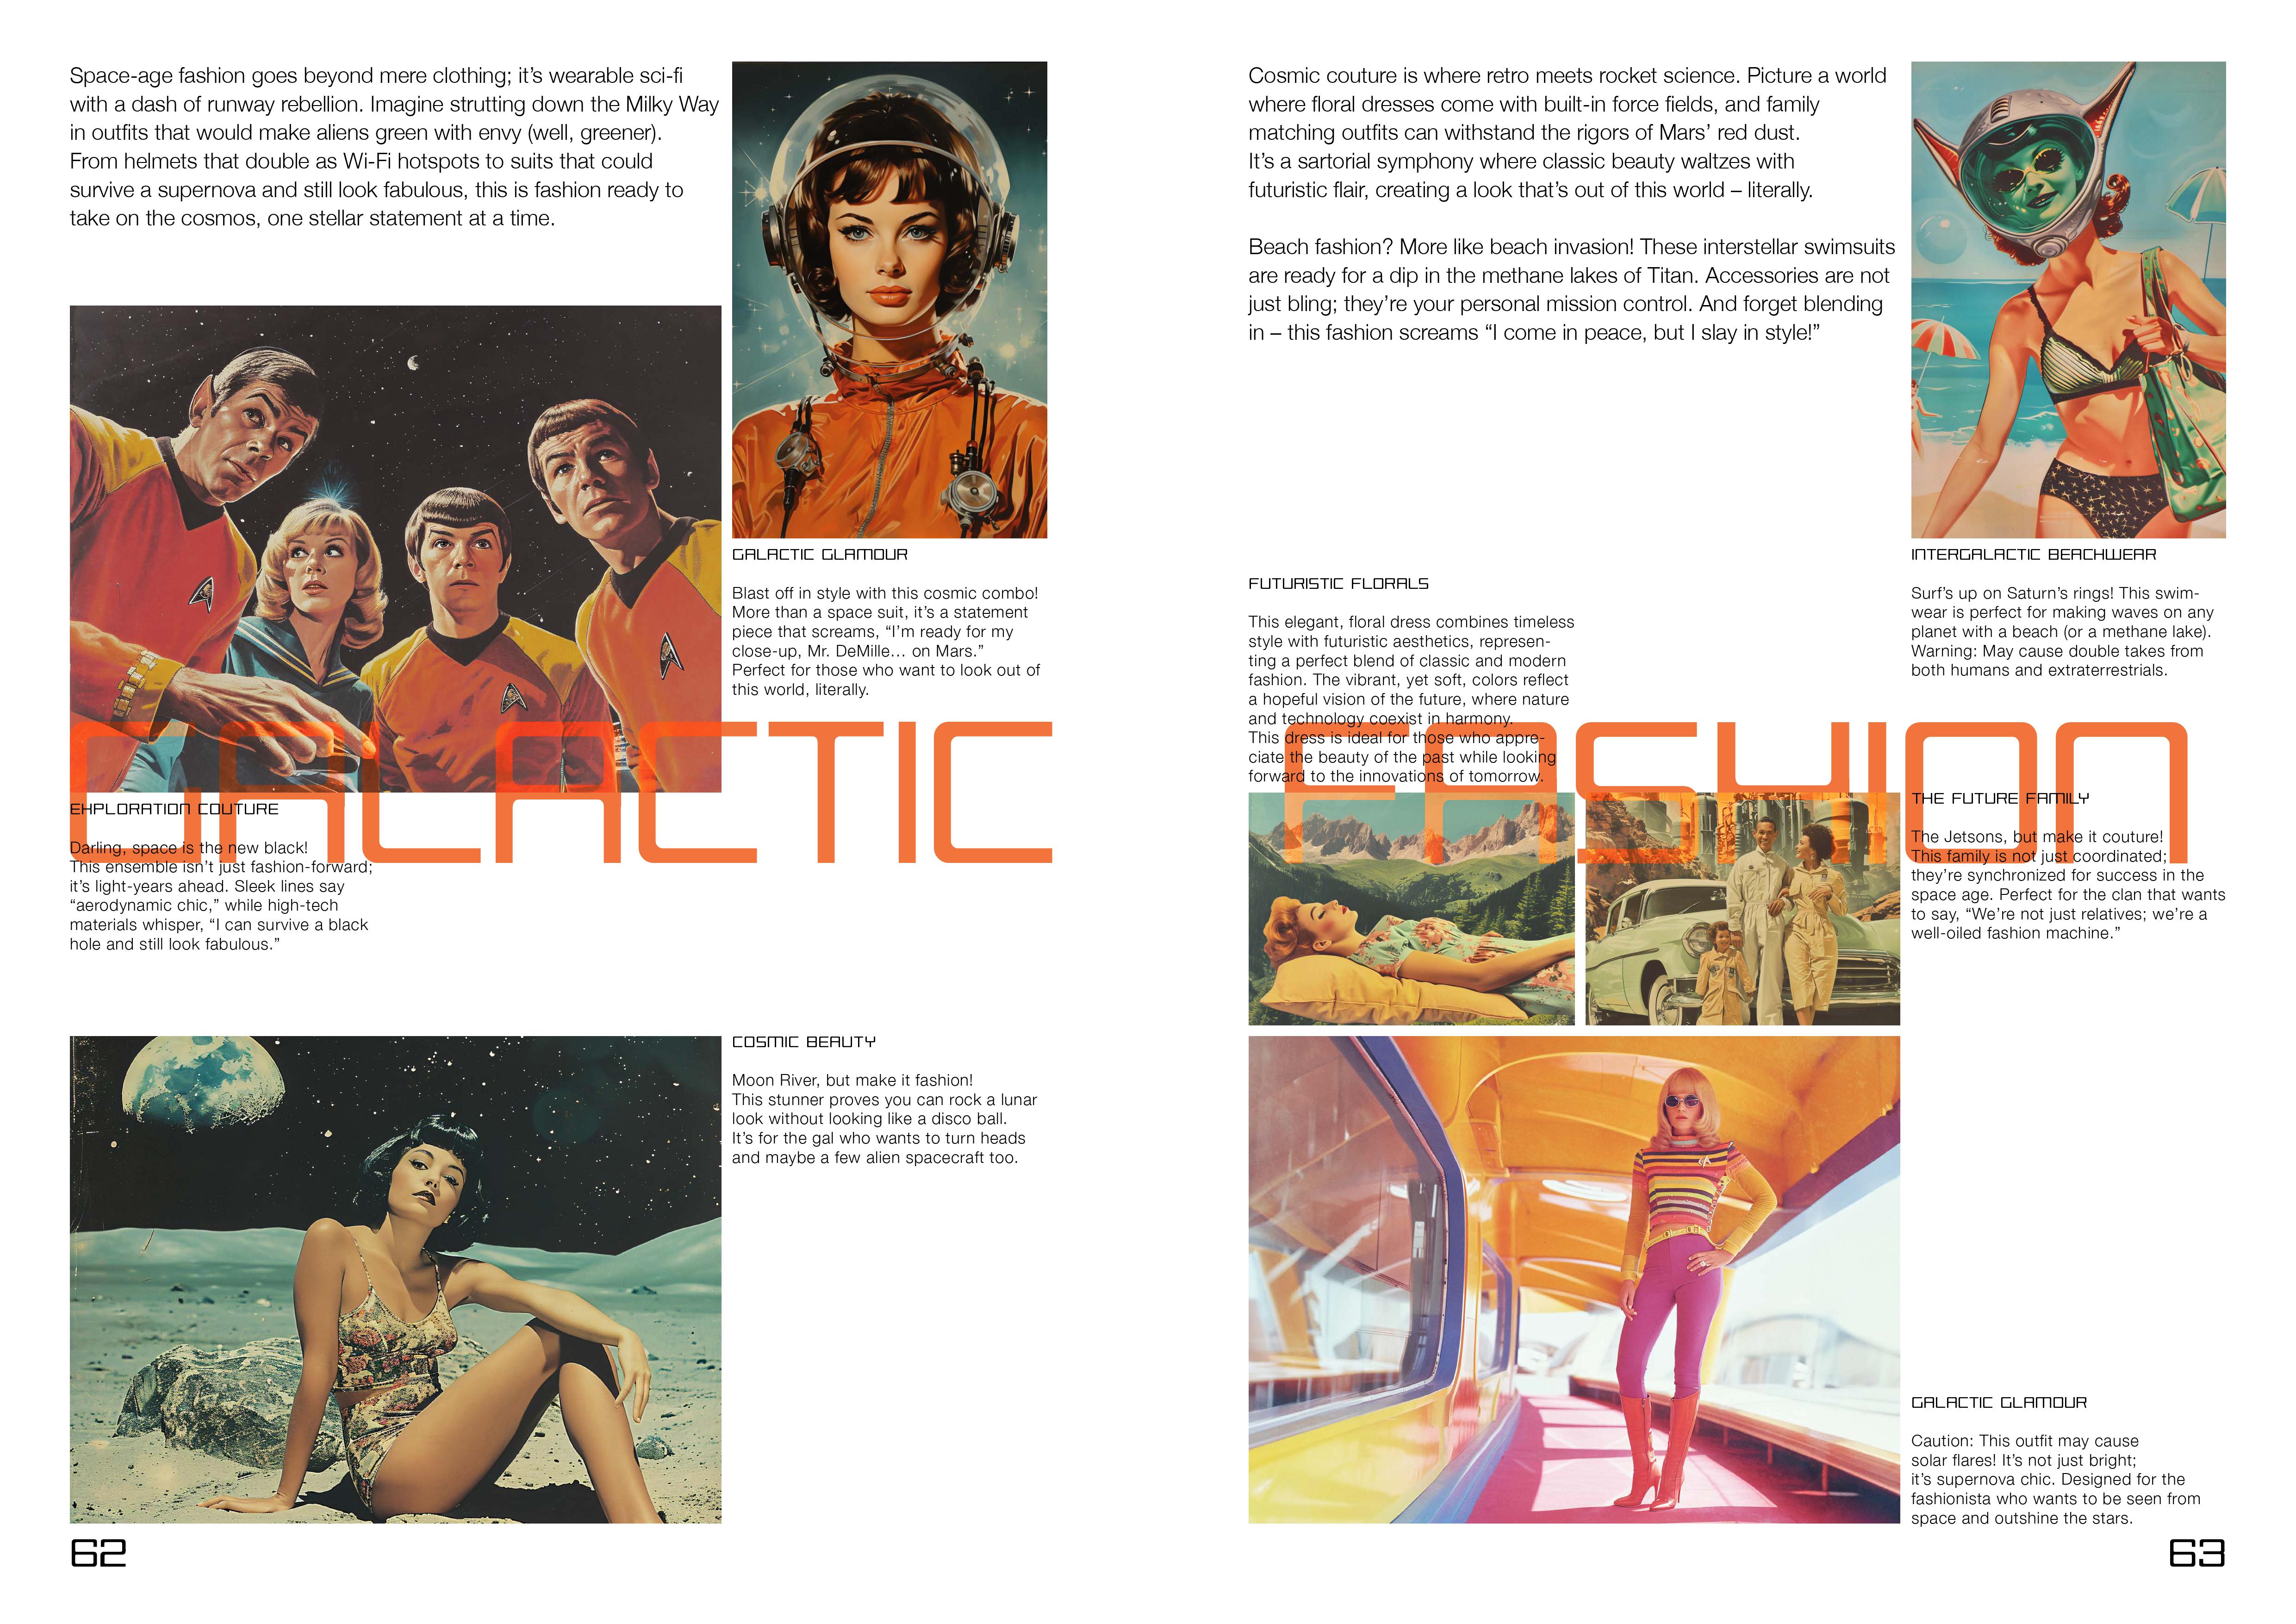 Space-age fashion goes beyond mere clothing; it’s wearable sci-fi
with a dash of runway rebellion. Imagine strutting down the Milky Way
in outfits that would make aliens green with envy (well, greener).
From helmets that double as Wi-Fi hotspots to suits that could
survive a supernova and still look fabulous, this is fashion ready to
take on the cosmos, one stellar statement at a time.
GALACTIC GLAMOUR
Blast off in style with this cosmic combo!
More than a space suit, it’s a statement
piece that screams, “I’m ready for my
close-up, Mr. DeMille... on Mars.”
Perfect for those who want to look out of
this world, literally.
GALACTIC
EXPLORATION COUTURE
Darling, space is the new black!
This ensemble isn’t just fashion-forward;
it’s light-years ahead. Sleek lines say
“aerodynamic chic,” while high-tech
materials whisper, “I can survive a black
hole and still look fabulous.”
COSMIC BEAUTY
Moon River, but make it fashion!
This stunner proves you can rock a lunar
look without looking like a disco ball.
It’s for the gal who wants to turn heads
and maybe a few alien spacecraft too.
62
Cosmic couture is where retro meets rocket science. Picture a world
where floral dresses come with built-in force fields, and family
matching outfits can withstand the rigors of Mars’ red dust.
It’s a sartorial symphony where classic beauty waltzes with
futuristic flair, creating a look that’s out of this world – literally.
Beach fashion? More like beach invasion! These interstellar swimsuits
are ready for a dip in the methane lakes of Titan. Accessories are not
just bling; they’re your personal mission control. And forget blending
in – this fashion screams “I come in peace, but I slay in style!”
INTERGALACTIC BEACHWEAR
Surf’s up on Saturn’s rings! This swim-
wear is perfect for making waves on any
planet with a beach (or a methane lake).
Warning: May cause double takes from
both humans and extraterrestrials.
FUTURISTIC FLORALS
This elegant, floral dress combines timeless
style with futuristic aesthetics, represen-
ting a perfect blend of classic and modern
fashion. The vibrant, yet soft, colors reflect
a hopeful vision of the future, where nature
and technology coexist in harmony.
This dress is ideal for those who appre-
ciate the beauty of the past while looking
forward to the innovations of tomorrow.
FASHION
THE FUTURE FAMILY
The Jetsons, but make it couture!
This family is not just coordinated;
they’re synchronized for success in the
space age. Perfect for the clan that wants
to say, “We’re not just relatives; we’re a
well-oiled fashion machine.”
GALACTIC GLAMOUR
Caution: This outfit may cause
solar flares! It’s not just bright;
it’s supernova chic. Designed for the
fashionista who wants to be seen from
space and outshine the stars.
63